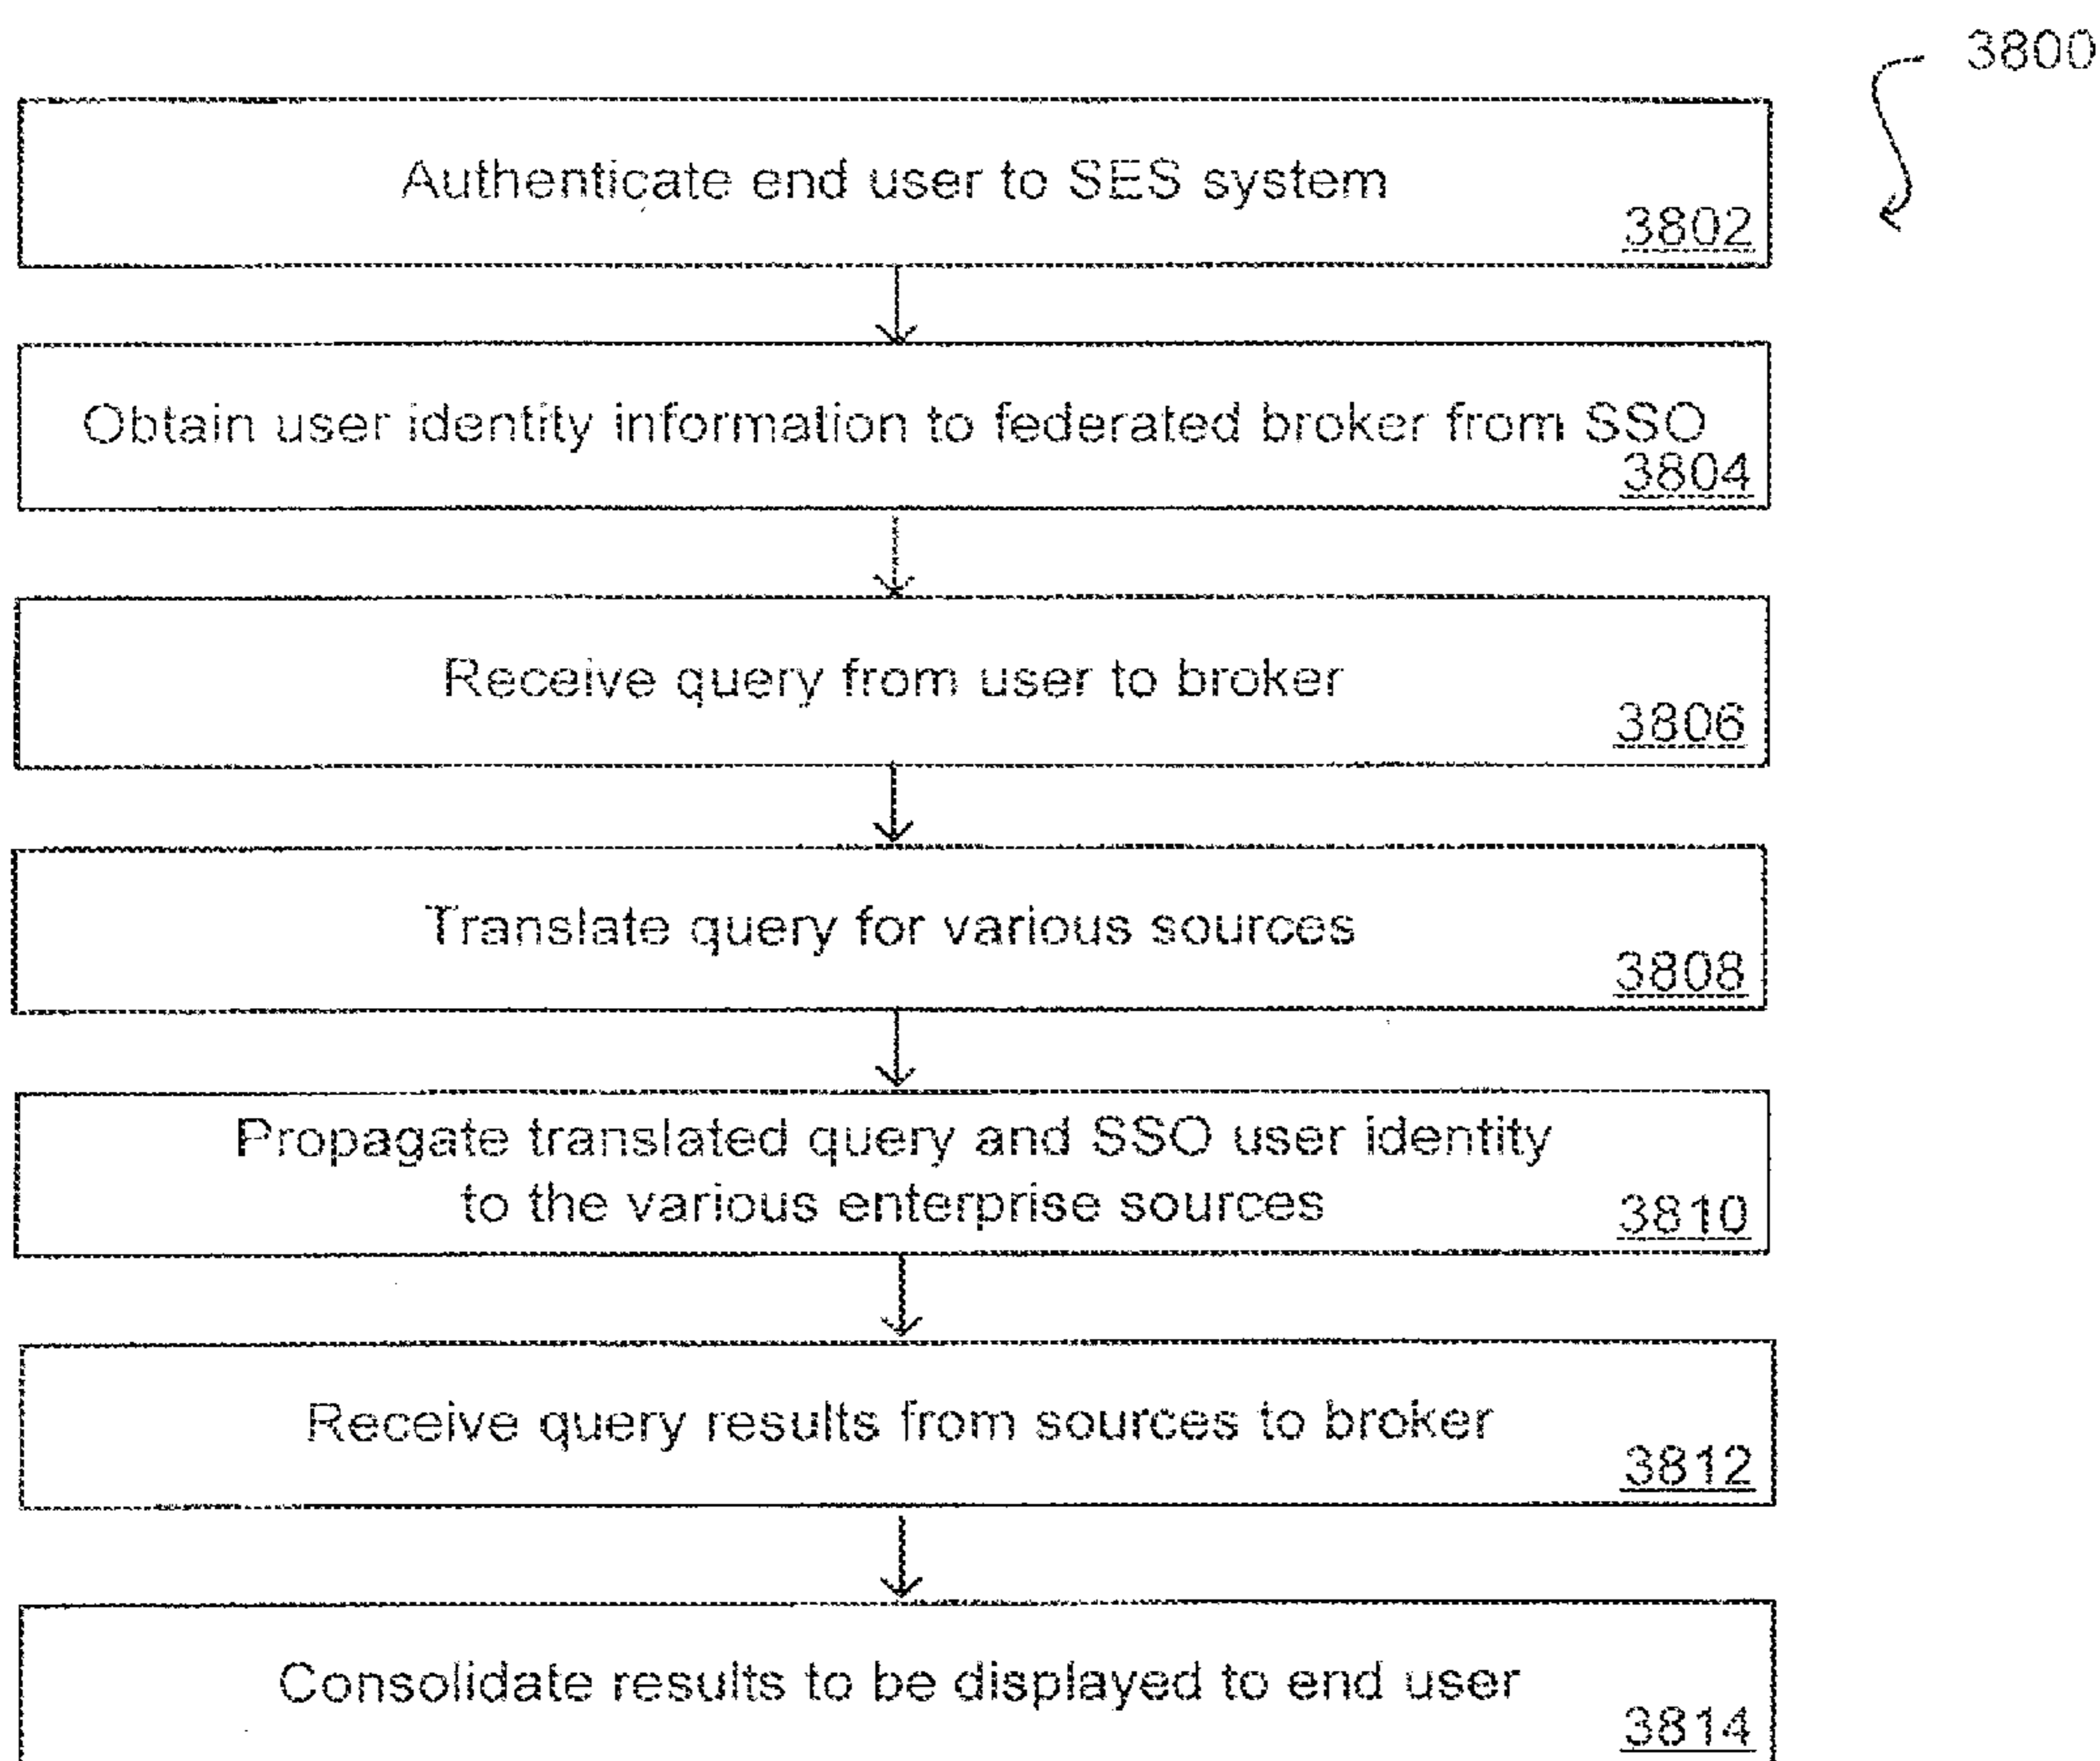 3800
Authenticate end user to SES system
3802
Obtain user identity information to federated broker from SSO
3804
Receive query from user to broker
3806
Translate query for various sources
3808
Propagate translated query and SSO user identity
to the various enterprise sources
3810
Receive query results from sources to broker
3812
Consolidate results to be displayed to end user
3814